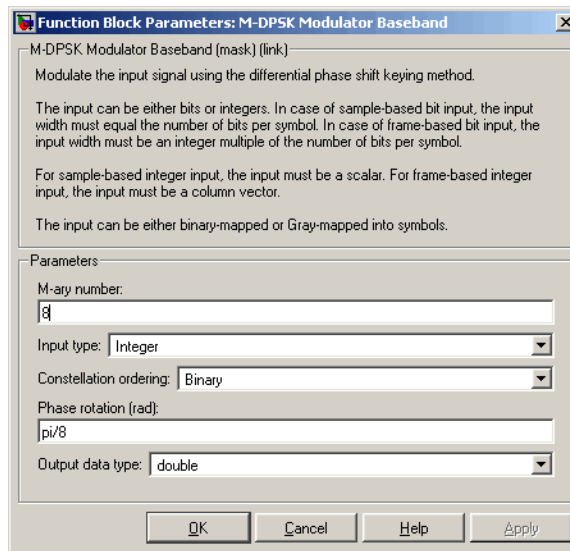 Function Block Parameters: M-DPSK Modulator Baseband
M-DPSK Modulator Baseband (mask) (link)
Modulate the input signal using the differential phase shift keying method.
The input can be either bits or integers. In case of sample-based bit input, the input
width must equal the number of bits per symbol. In case of frame-based bit input, the
input width must be an integer multiple of the number of bits per symbol.
For sample-based integer input, the input must be a scalar. For frame-based integer
input, the input must be a column vector.
The input can be either binary-mapped or Gray-mapped into symbols.
Parameters
M-ary number:
8
Input type: Integer
Constellation ordering: Binary
Phase rotation (rad):
pi/8
Output data type: double
OK Cancel Help Apply